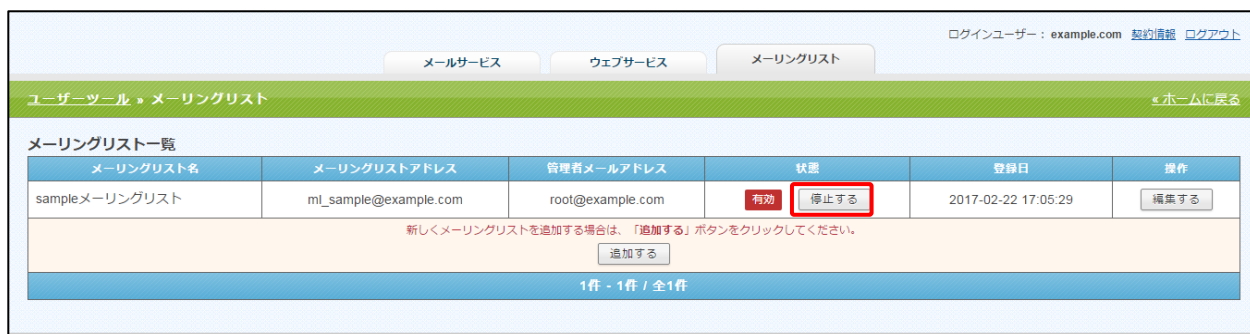 ログインユーザー： example.com 契約情報 ログアウト
メールサービス ウェブサービス メーリングリスト
ユーザーツール » メーリングリスト «ホームに戻る
メーリングリスト一覧
メーリングリスト名 メーリングリストアドレス 管理者メールアドレス 状態 登録日 操作
sampleメーリングリスト ml_sample@example.com root@example.com 有効 停止する 2017-02-22 17:05:29 編集する
新しくメーリングリストを追加する場合は、「追加する」ボタンをクリックしてください。
追加する
1件 - 1件 / 全1件